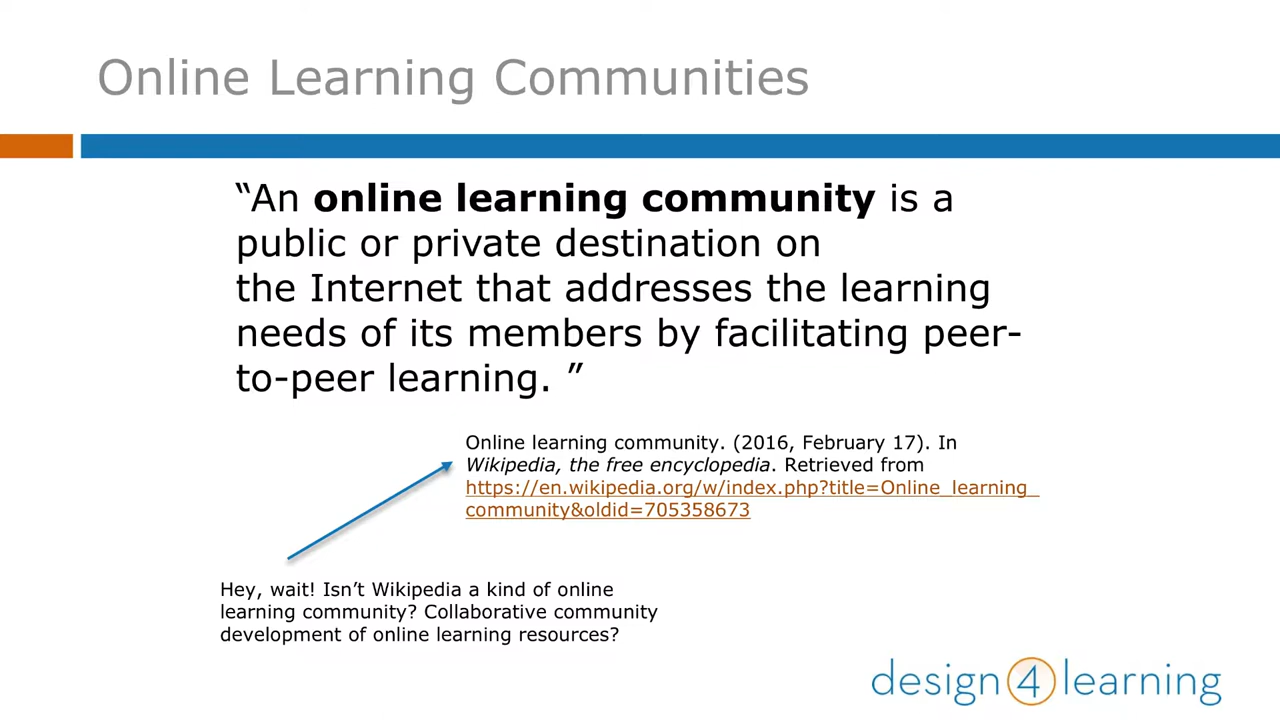 Online Learning Communities
“An online learning community is a
public or private destination on
the Internet that addresses the learning
needs of its members by facilitating peer-
to-peer learning. ”
Online learning community. (2016, February 17). In
Wikipedia, the free encyclopedia. Retrieved from
https://en.wikipedia.org/w/index.php?title=Online_learning_
community&oldid=705358673
Hey, wait! Isn’t Wikipedia a kind of online
learning community? Collaborative community
development of online learning resources?
design 4 learning